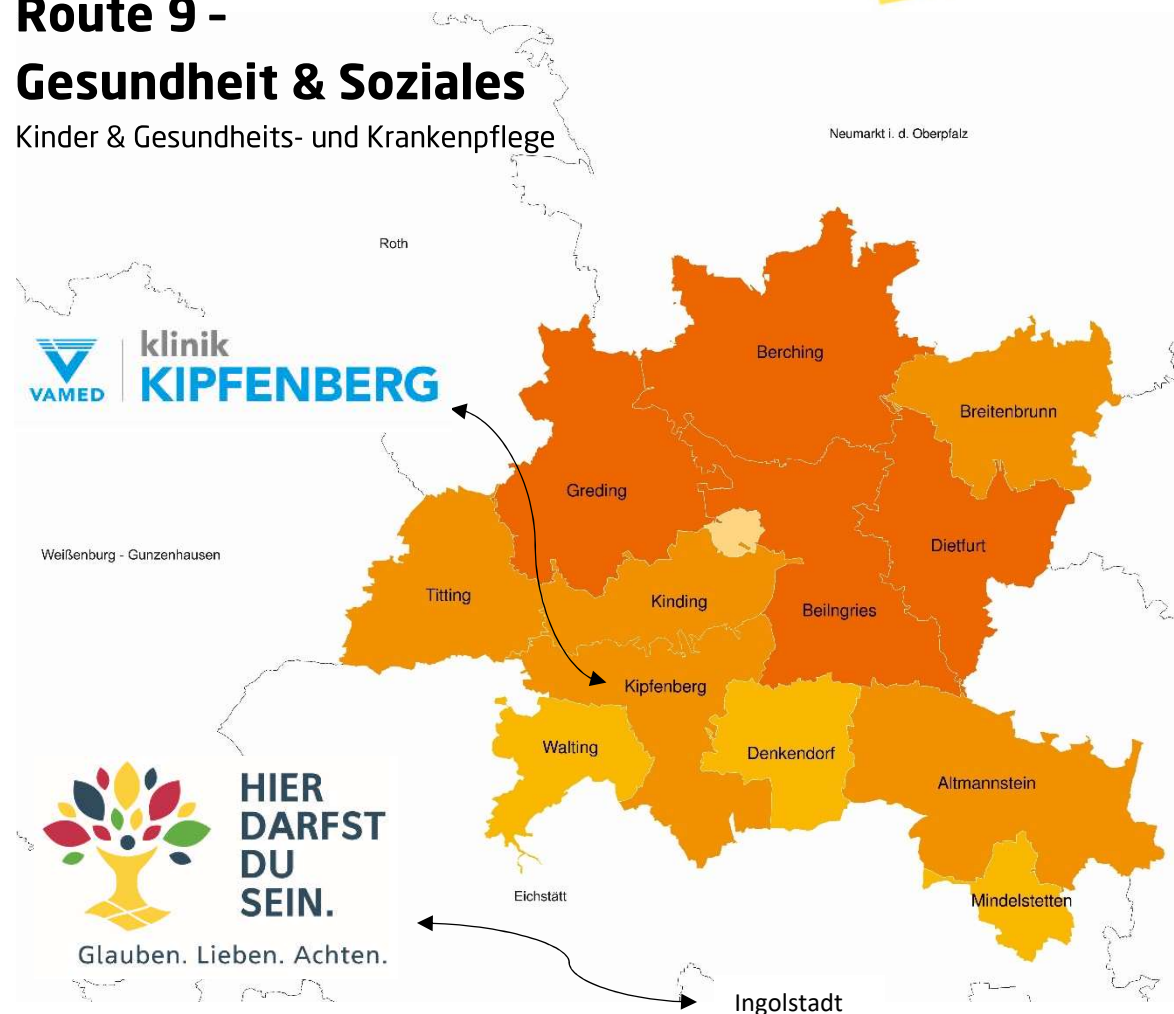 Route 9 -
Gesundheit & Soziales
Kinder & Gesundheits- und Krankenpflege
Neumarkt i. d. Oberpfalz
Roth
klinik
VAMED
KIPFENBERG
Berching
Breitenbrunn
Greding
Dietfurt
Weißenburg - Gunzenhausen
Titting
Kinding
Beilngries
Kipfenberg
Walting
Denkendorf
Altmannstein
HIER
DARFST
DU
SEIN.
Glauben. Lieben. Achten.
Eichstätt
Mindelstetten
Ingolstadt